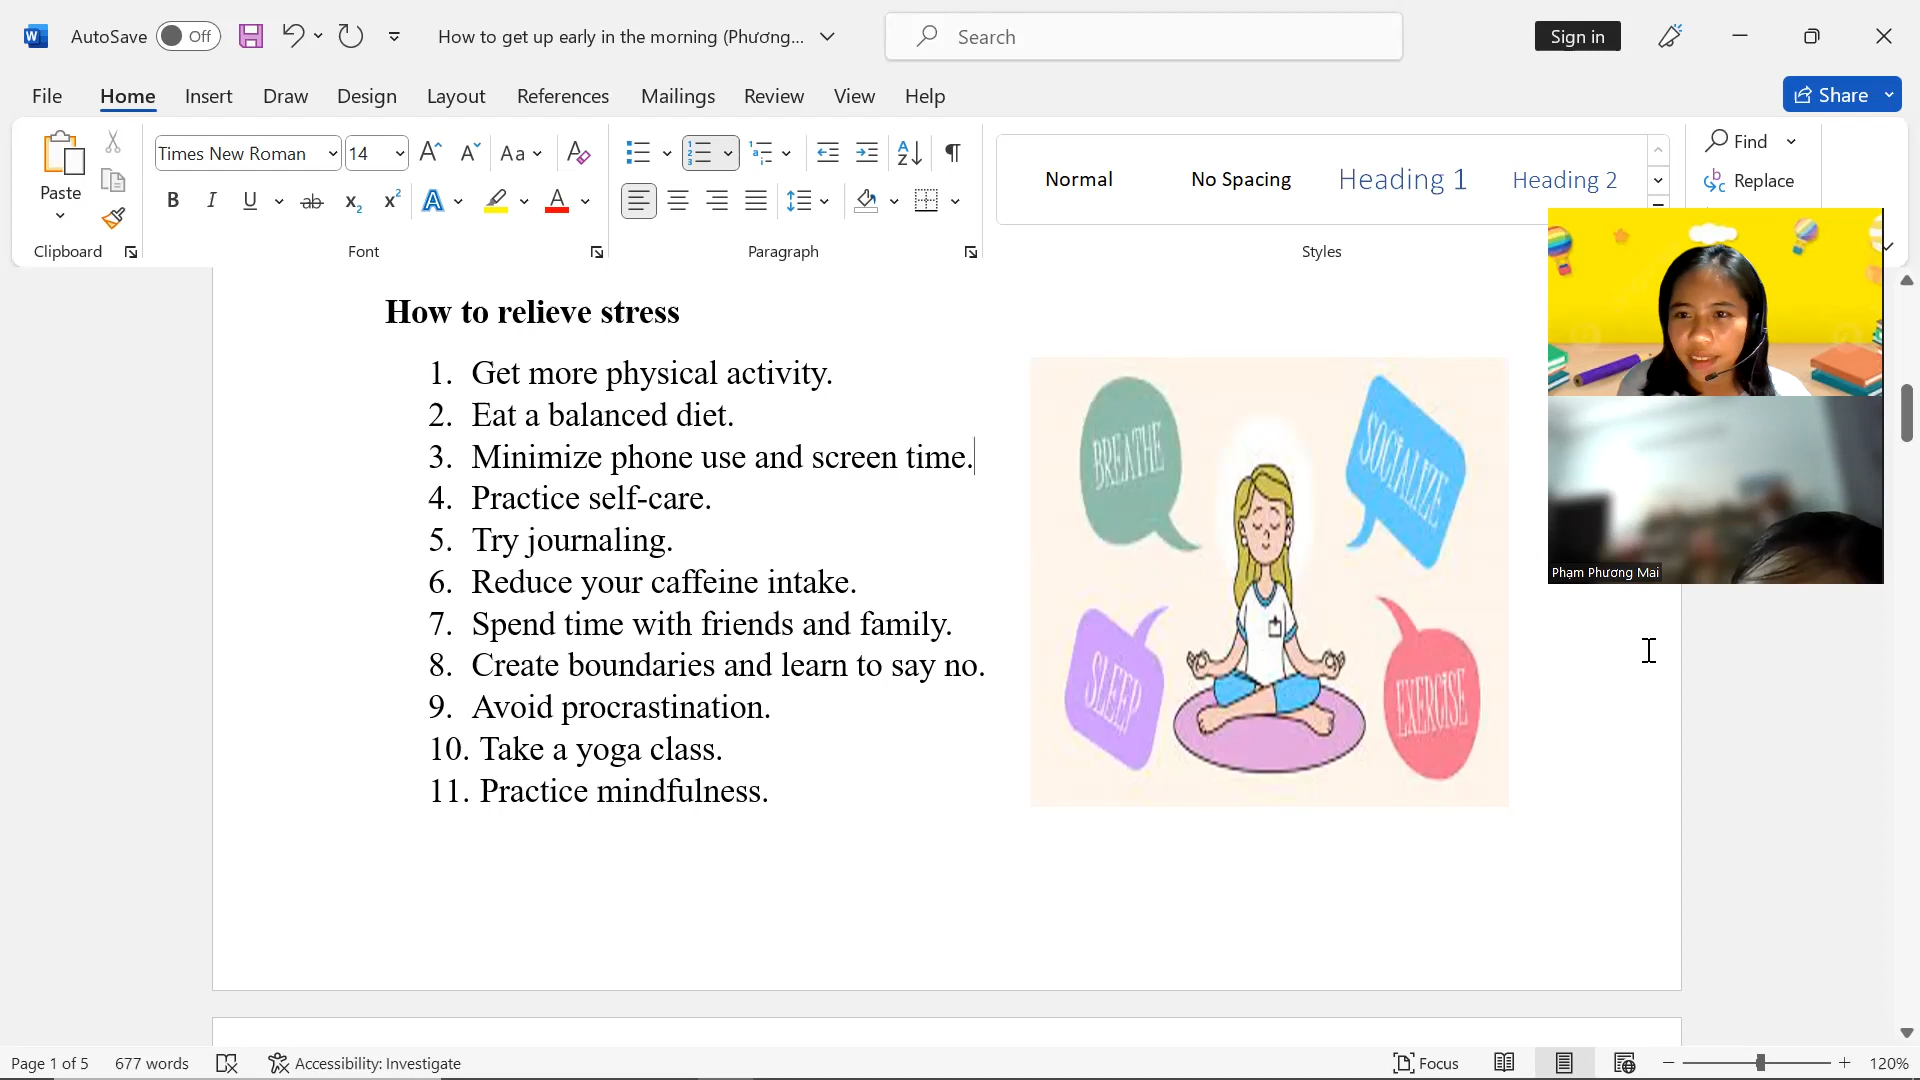 AutoSave Off How to get up early in the morning (Phương... Search Sign in
File Home Insert Draw Design Layout References Mailings Review View Help Share
Paste
Times New Roman 14
Normal No Spacing Heading 1 Heading 2
Find
Replace
Clipboard Font Paragraph Styles
How to relieve stress
1. Get more physical activity.
2. Eat a balanced diet.
3. Minimize phone use and screen time.
4. Practice self-care.
5. Try journaling.
6. Reduce your caffeine intake.
7. Spend time with friends and family.
8. Create boundaries and learn to say no.
9. Avoid procrastination.
10. Take a yoga class.
11. Practice mindfulness.
BREATHE
SOCIALIZE
SLEEP
EXERCISE
Phạm Phương Mai
Page 1 of 5 677 words Accessibility: Investigate Focus 120%